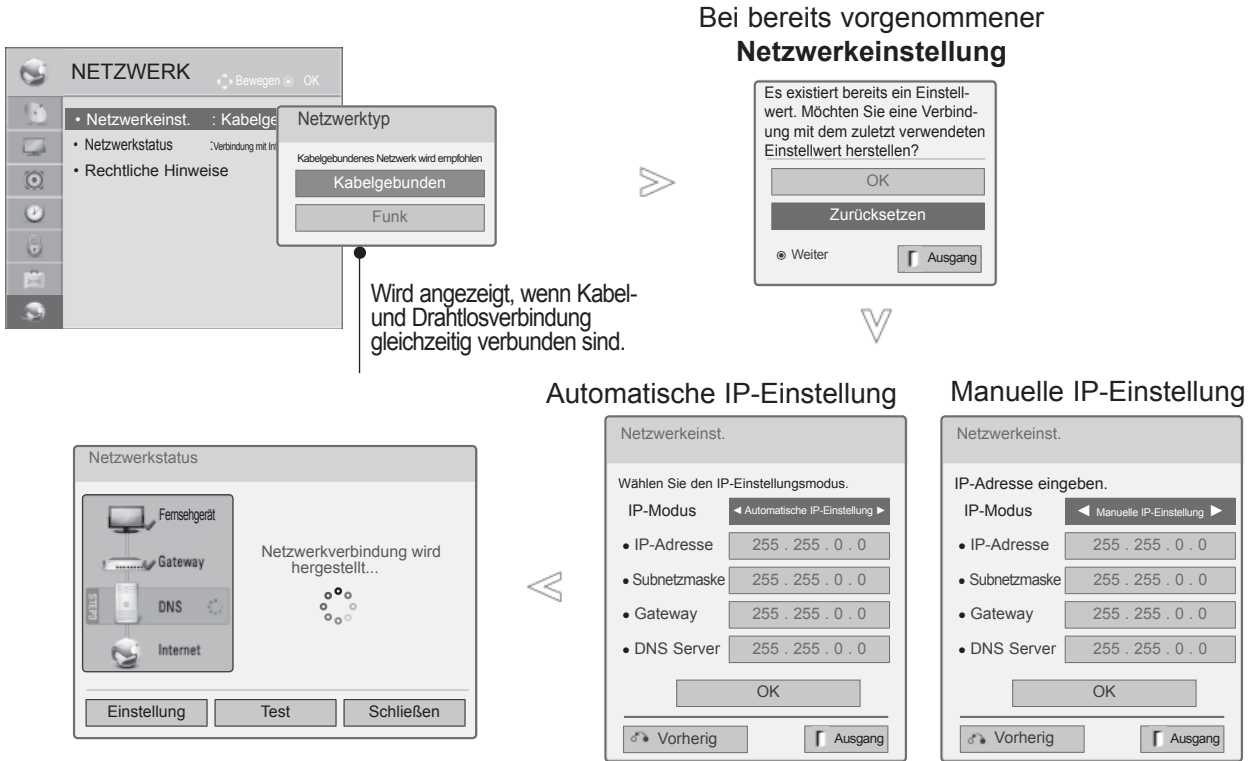 Bei bereits vorgenommener
Netzwerkeinstellung
NETZWERK
Bewegen
OK
• Netzwerkeinst. : Kabelge
• Netzwerkstatus :Verbindung mit Int
• Rechtliche Hinweise
Netzwerktyp
Kabelgebundenes Netzwerk wird empfohlen
Kabelgebunden
Funk
Wird angezeigt, wenn Kabel-
und Drahtlosverbindung
gleichzeitig verbunden sind.
Es existiert bereits ein Einstell-
wert. Möchten Sie eine Verbind-
ung mit dem zuletzt verwendeten
Einstellwert herstellen?
OK
Zurücksetzen
Weiter
Ausgang
Automatische IP-Einstellung
Netzwerkeinst.
Wählen Sie den IP-Einstellungsmodus.
IP-Modus ◄ Automatische IP-Einstellung ►
• IP-Adresse 255 . 255 . 0 . 0
• Subnetzmaske 255 . 255 . 0 . 0
• Gateway 255 . 255 . 0 . 0
• DNS Server 255 . 255 . 0 . 0
OK
Vorherig
Ausgang
Manuelle IP-Einstellung
Netzwerkeinst.
IP-Adresse eingeben.
IP-Modus ◄ Manuelle IP-Einstellung ►
• IP-Adresse 255 . 255 . 0 . 0
• Subnetzmaske 255 . 255 . 0 . 0
• Gateway 255 . 255 . 0 . 0
• DNS Server 255 . 255 . 0 . 0
OK
Vorherig
Ausgang
Netzwerkstatus
Fernsehgerät
Gateway
DNS
Internet
Netzwerkverbindung wird
hergestellt...
Einstellung
Test
Schließen